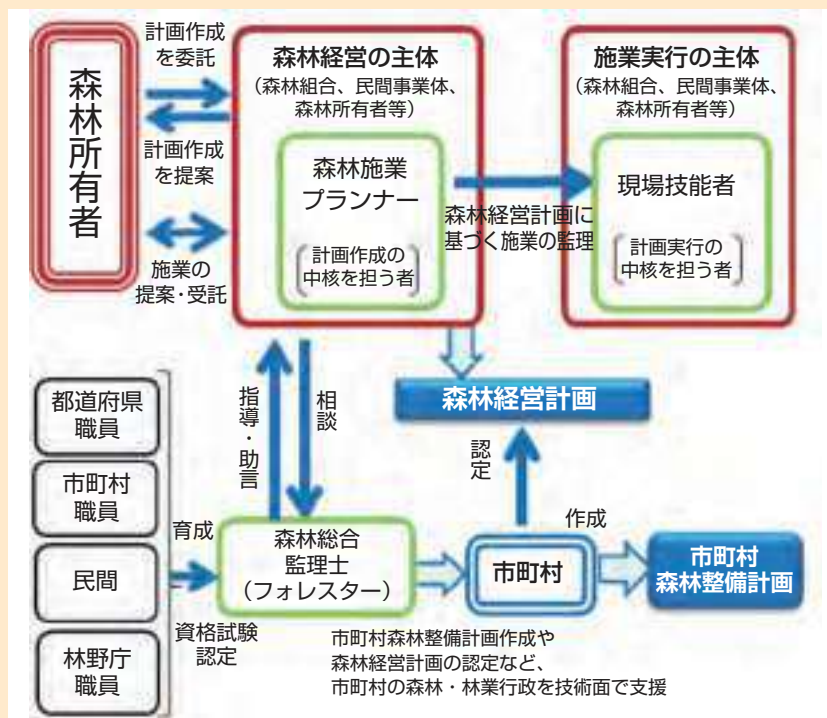 計画作成
を委託
森林所有者
計画作成
を提案
施業の
提案・受託
森林経営の主体
(森林組合、民間事業体、
森林所有者等)
森林施業
プランナー
計画作成の
中核を担う者
森林経営計画に
基づく施業の監理
施業実行の主体
(森林組合、民間事業体、
森林所有者等)
現場技能者
計画実行の
中核を担う者
森林経営計画
指導・助言
相談
認定
都道府県
職員
市町村
職員
民間
林野庁
職員
育成
資格試験
認定
森林総合
監理士
(フォレスター)
市町村
作成
市町村
森林整備計画
市町村森林整備計画作成や
森林経営計画の認定など、
市町村の森林・林業行政を技術面で支援